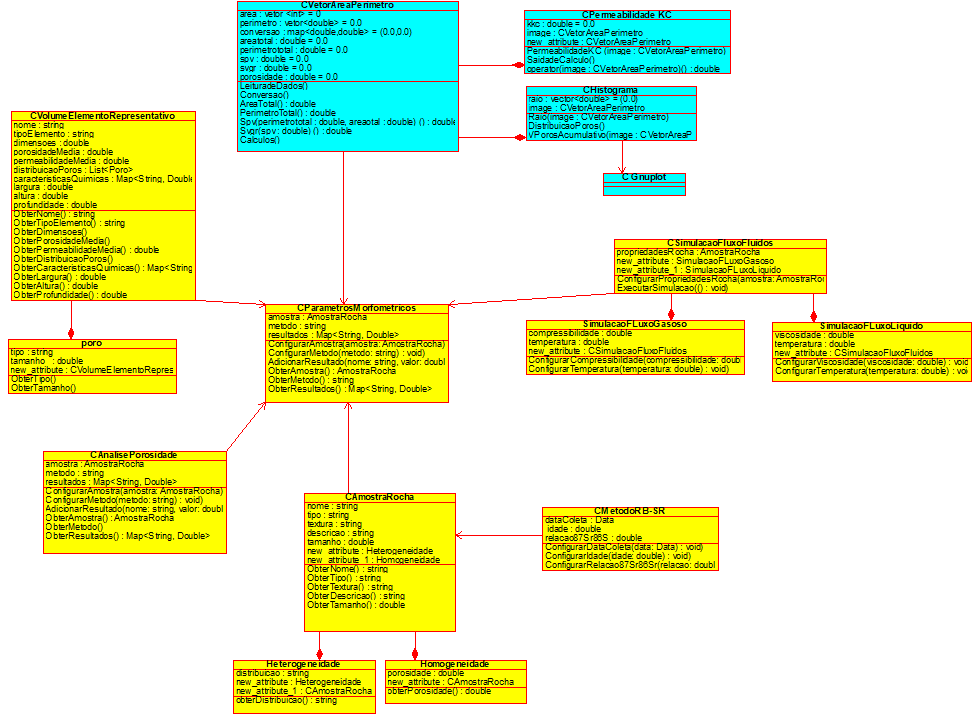 CVetorAreaPerimetro
area : vetor <int> = 0
perimetro : vetor<double> = 0.0
conversao : map<double,double> = (0.0,0.0)
areatotal : double = 0.0
perimetrototal : double = 0.0
spv : double = 0.0
svgr : double = 0.0
porosidade : double = 0.0
LeituradeDados()
Conversao()
AreaTotal() : double
PerimetroTotal() : double
Spv(perimetrototal : double, areatotal : double) () : double
Svgr(spv : double) () : double
Calculos()
CPermeabilidade KC
kkc : double = 0.0
image : CVetorAreaPerimetro
new_attribute : CVetorAreaPerimetro
PermeabilidadeKC (image : CVetorAreaPerimetro)
SaidadeCalculo()
operator(image : CVetorAreaPerimetro)() : double
CHistograma
raio : vector<double> = (0.0)
image : CVetorAreaPerimetro
Raio(image : CVetorAreaPerimetro)
DistribuicaoPoros()
VPorosAcumulativo(image : CVetorAreaP
C Gnuplot
CVolumeElementoRepresentativo
nome : string
tipoElemento : string
dimensoes : double
porosidadeMedia : double
permeabilidadeMedia : double
distribuicaoPoros : List<Poro>
caracteristicasQuimicas : Map<String, Double
largura : double
altura : double
profundidade : double
ObterNome() : string
ObterTipoElemento() : string
ObterDimensoes()
ObterPorosidadeMedia()
ObterPermeabilidadeMedia() : double
ObterDistribuicaoPoros()
ObterCaracteristicasQuimicas() : Map<String
ObterLargura() : double
ObterAltura() : double
ObterProfundidade() : double
CSimulacaoFluxoFluidos
propriedadesRocha : AmostraRocha
new_attribute : SimulacaoFLuxoGasoso
new_attribute_1 : SimulacaoFLuxoLiquido
ConfigurarPropriedadesRocha(amostra: AmostraRoi
ExecutarSimulacao(() : void)
CParametrosMorfometricos
amostra : AmostraRocha
metodo : string
resultados : Map<String, Double>
ConfigurarAmostra(amostra: AmostraRocha)
ConfigurarMetodo(metodo: string) : void)
AdicionarResultado(nome: string, valor: doubl
ObterAmostra() : AmostraRocha
ObterMetodo() : string
ObterResultados() : Map<String, Double>
SimulacaoFLuxoGasoso
compressibilidade : double
temperatura : double
new_attribute : CSimulacaoFluxoFluidos
ConfigurarCompressibilidade(compressibilidade: doub
ConfigurarTemperatura(temperatura: double) : void)
SimulacaoFLuxoLiquido
viscosidade : double
temperatura : double
new_attribute : CSimulacaoFluxoFluidos
ConfigurarViscosidade(viscosidade: double) : void
ConfigurarTemperatura(temperatura: double) : voi
poro
tipo : string
tamanho : double
new_attribute : CVolumeElementoRepres
ObterTipo()
ObterTamanho()
CAnalisePorosidade
amostra : AmostraRocha
metodo : string
resultados : Map<String, Double>
ConfigurarAmostra(amostra: AmostraRocha)
ConfigurarMetodo(metodo: string) : void)
AdicionarResultado(nome: string, valor: doubl
ObterAmostra() : AmostraRocha
ObterMetodo()
ObterResultados() : Map<String, Double>
CAmostraRocha
nome : string
tipo : string
textura : string
descricao : string
tamanho : double
new_attribute : Heterogeneidade
new_attribute_1 : Homogeneidade
ObterNome() : string
ObterTipo() : string
ObterTextura() : string
ObterDescricao() : string
ObterTamanho() : double
CMetodoRB-SR
dataColeta : Data
idade : double
relacao87Sr86S : double
ConfigurarDataColeta(data: Data) : void)
ConfigurarIdade(idade: double) : void)
ConfigurarRelacao87Sr86Sr(relacao: doubl
Heterogeneidade
distribuicao : string
new_attribute : Heterogeneidade
new_attribute_1 : CAmostraRocha
obterDistribuicao() : string
Homogeneidade
porosidade : double
new_attribute : CAmostraRocha
obterPorosidade() : double